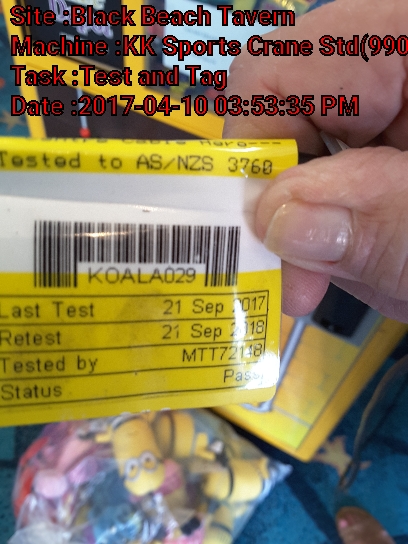 Site :Black Beach Tavern
Machine :KK Sports Crane Std(990
Task :Test and Tag
Date :2017-04-10 03:53:35 PM
Tested to AS/NZS 3760
KOALA029
Last Test 21 Sep 2017
Retest 21 Sep 2018
Tested by MTT72148
Status Pass